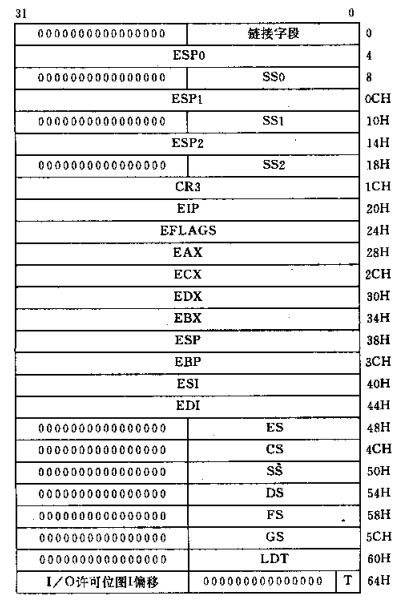 31 0
0000000000000000 链接字段 0
ESP0 4
0000000000000000 SS0 8
ESP1 0CH
0000000000000000 SS1 10H
ESP2 14H
0000000000000000 SS2 18H
CR3 1CH
EIP 20H
EFLAGS 24H
EAX 28H
ECX 2CH
EDX 30H
EBX 34H
ESP 38H
EBP 3CH
ESI 40H
EDI 44H
0000000000000000 ES 48H
0000000000000000 CS 4CH
0000000000000000 SS 50H
0000000000000000 DS 54H
0000000000000000 FS 58H
0000000000000000 GS 5CH
0000000000000000 LDT 60H
I/O许可位图I偏移 000000000000000 T 64H